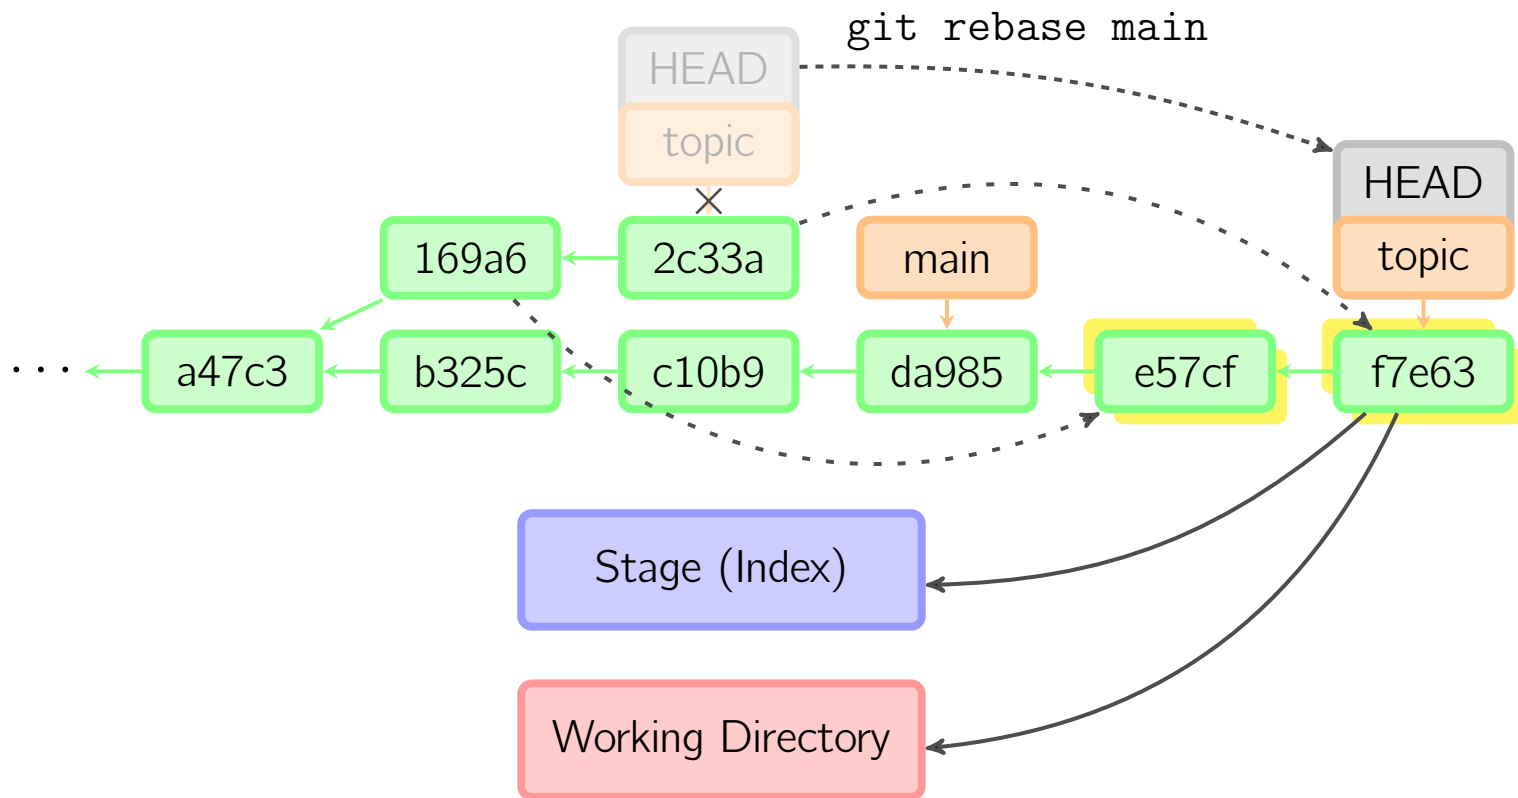 git rebase main
HEAD
topic
HEAD
topic
169a6
2c33a
main
...
a47c3
b325c
c10b9
da985
e57cf
f7e63
Stage (Index)
Working Directory